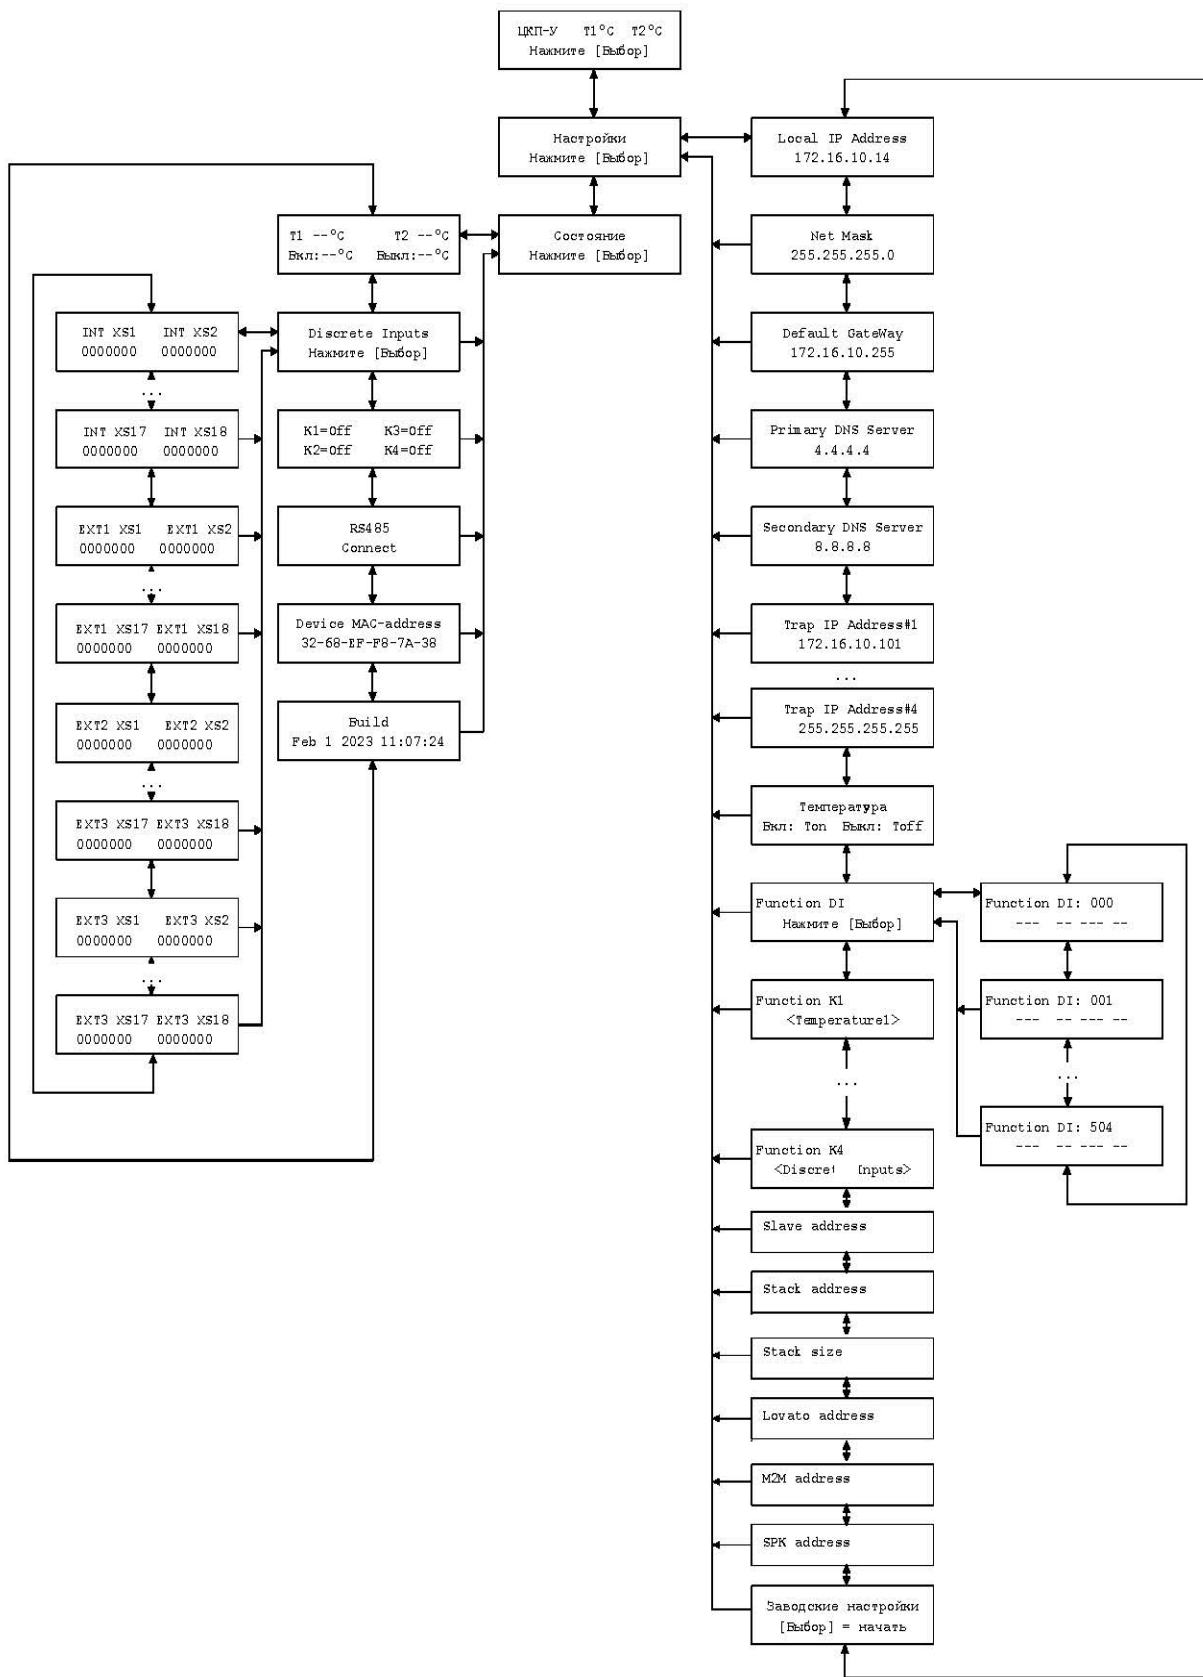 ЦКП-У T1°C T2°C
Нажмите [Выбор]
Настройки
Нажмите [Выбор]
Состояние
Нажмите [Выбор]
T1 --°C T2 --°C
Вкл:--°C Выкл:--°C
Discrete Inputs
Нажмите [Выбор]
K1=Off K3=Off
K2=Off K4=Off
RS485
Connect
Device MAC-address
32-68-EF-F8-7A-38
Build
Feb 1 2023 11:07:24
INT XS1 INT XS2
0000000 0000000
...
INT XS17 INT XS18
0000000 0000000
EXT1 XS1 EXT1 XS2
0000000 0000000
...
EXT1 XS17 EXT1 XS18
0000000 0000000
EXT2 XS1 EXT2 XS2
0000000 0000000
...
EXT3 XS17 EXT3 XS18
0000000 0000000
EXT3 XS1 EXT3 XS2
0000000 0000000
...
EXT3 XS17 EXT3 XS18
0000000 0000000
Local IP Address
172.16.10.14
Net Mask
255.255.255.0
Default GateWay
172.16.10.255
Primary DNS Server
4.4.4.4
Secondary DNS Server
8.8.8.8
Trap IP Address#1
172.16.10.101
...
Trap IP Address#4
255.255.255.255
Температура
Вкл: Ton Выкл: Toff
Function DI
Нажмите [Выбор]
Function K1
<Temperature1>
...
Function K4
<Discret Inputs>
Slave address
Stack address
Stack size
Lovato address
M2M address
SPK address
Заводские настройки
[Выбор] = начать
Function DI: 000
--- -- --- --
Function DI: 001
--- -- --- --
...
Function DI: 504
--- -- --- --